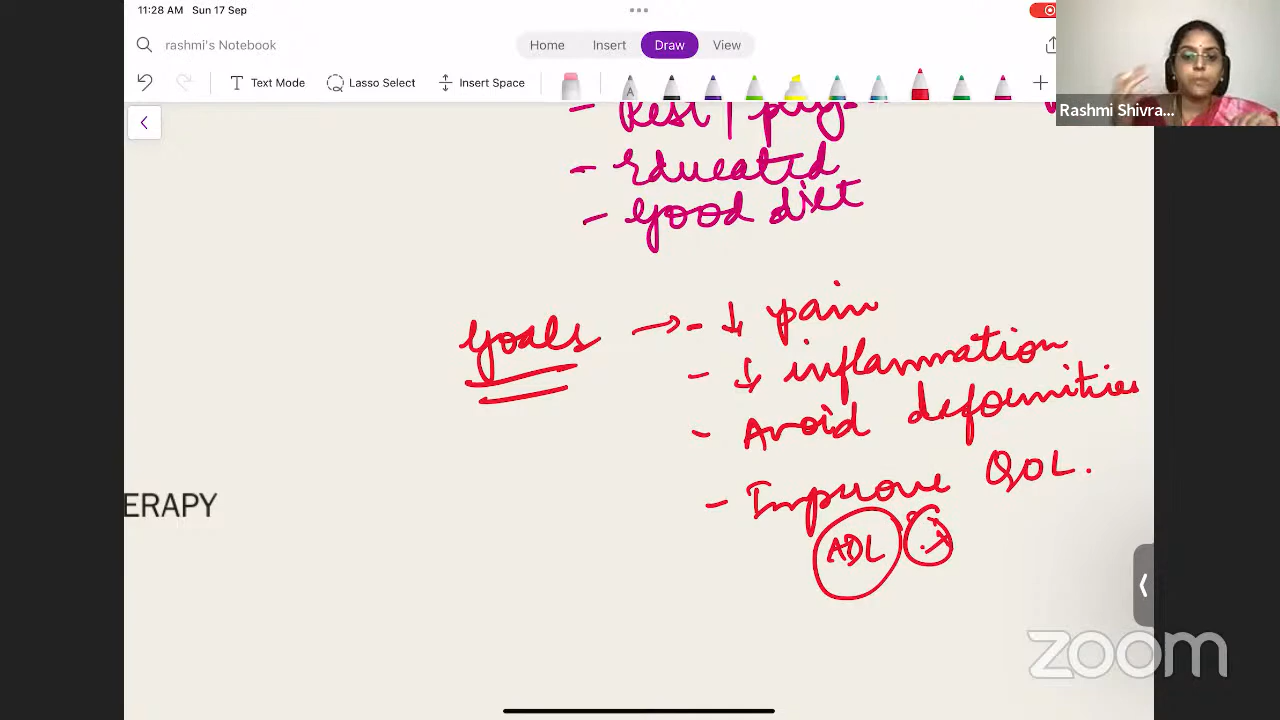 11:28 AM Sun 17 Sep
rashmi's Notebook
Home Insert Draw View
Text Mode Lasso Select Insert Space
A
Rashmi Shivra...
- Rest |
- Educated
- Good diet
Goals → - ↓ pain
- ↓ inflammation
- Avoid deformities
- Improve QOL.
ADL
ERAPY
zoom